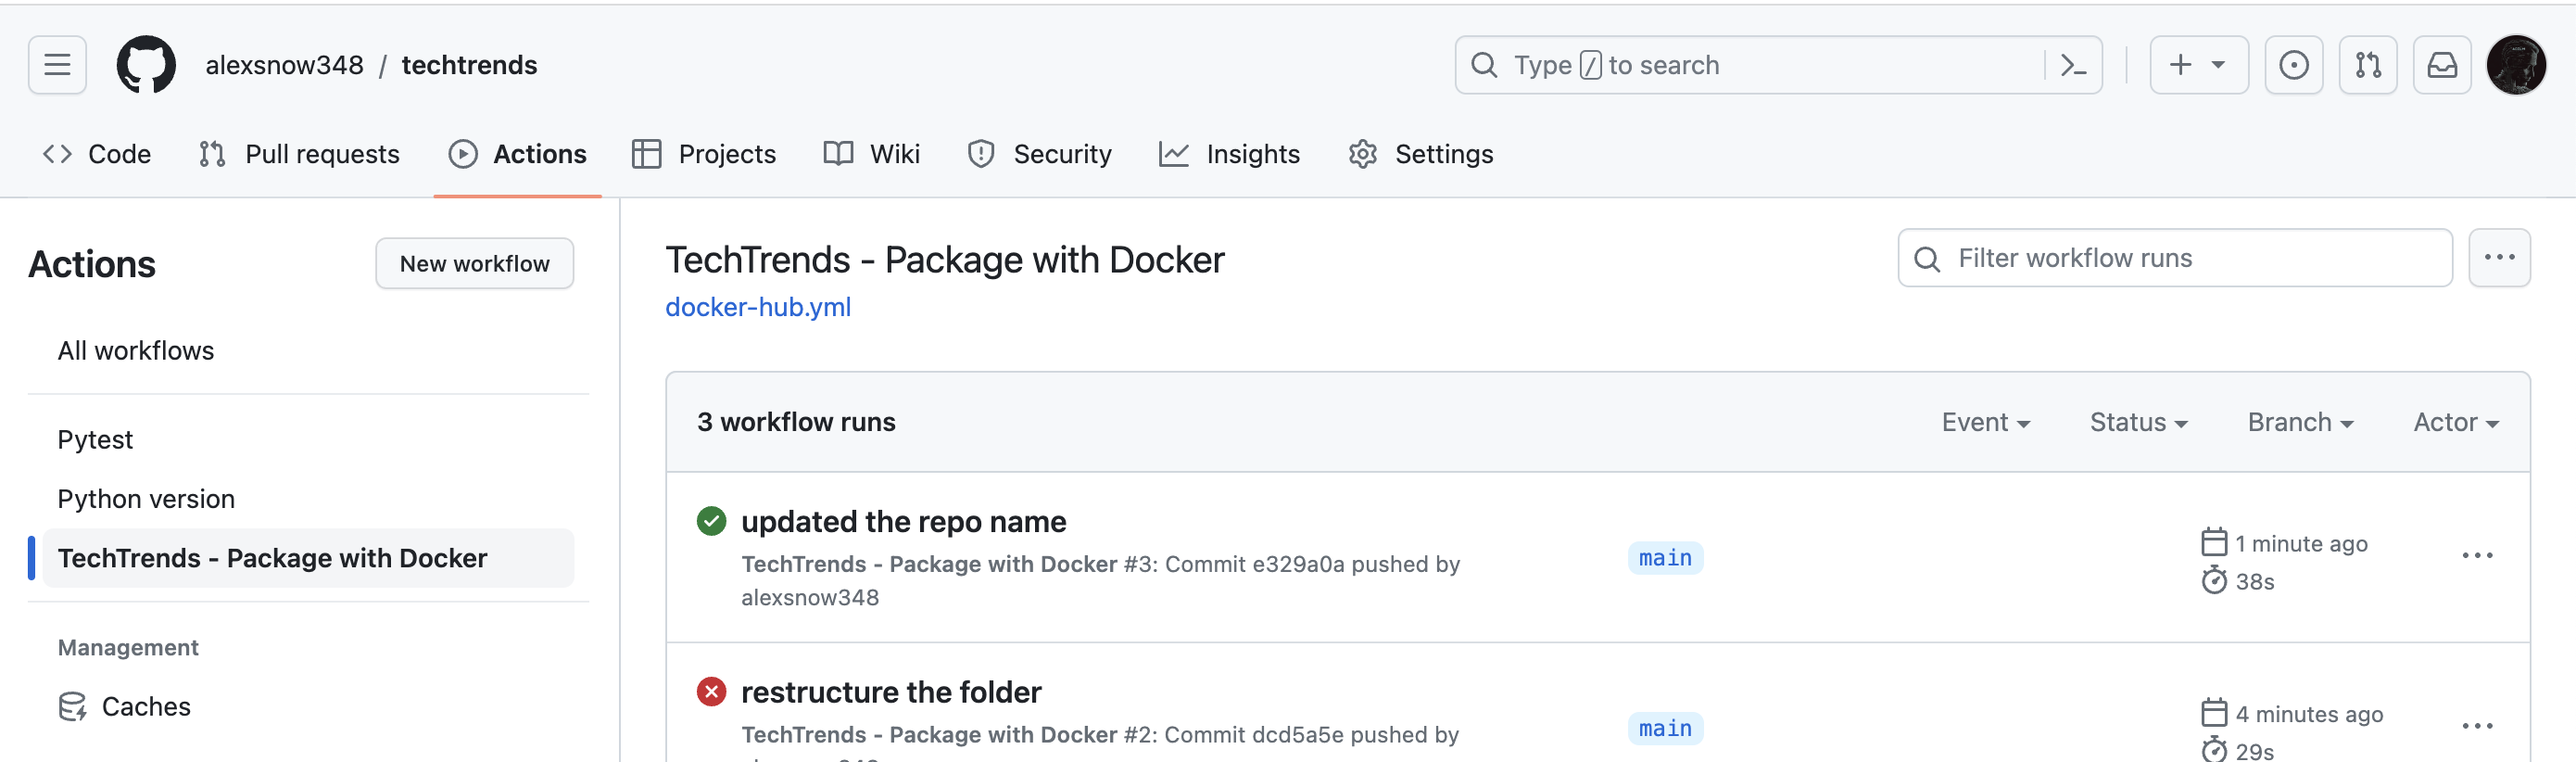 alexsnow348 / techtrends
Type / to search
Code
Pull requests
Actions
Projects
Wiki
Security
Insights
Settings
Actions
New workflow
All workflows
Pytest
Python version
TechTrends - Package with Docker
Management
Caches
TechTrends - Package with Docker
docker-hub.yml
Filter workflow runs
3 workflow runs
Event
Status
Branch
Actor
updated the repo name
TechTrends - Package with Docker #3: Commit e329a0a pushed by
alexsnow348
main
1 minute ago
38s
restructure the folder
TechTrends - Package with Docker #2: Commit dcd5a5e pushed by
main
4 minutes ago
29s